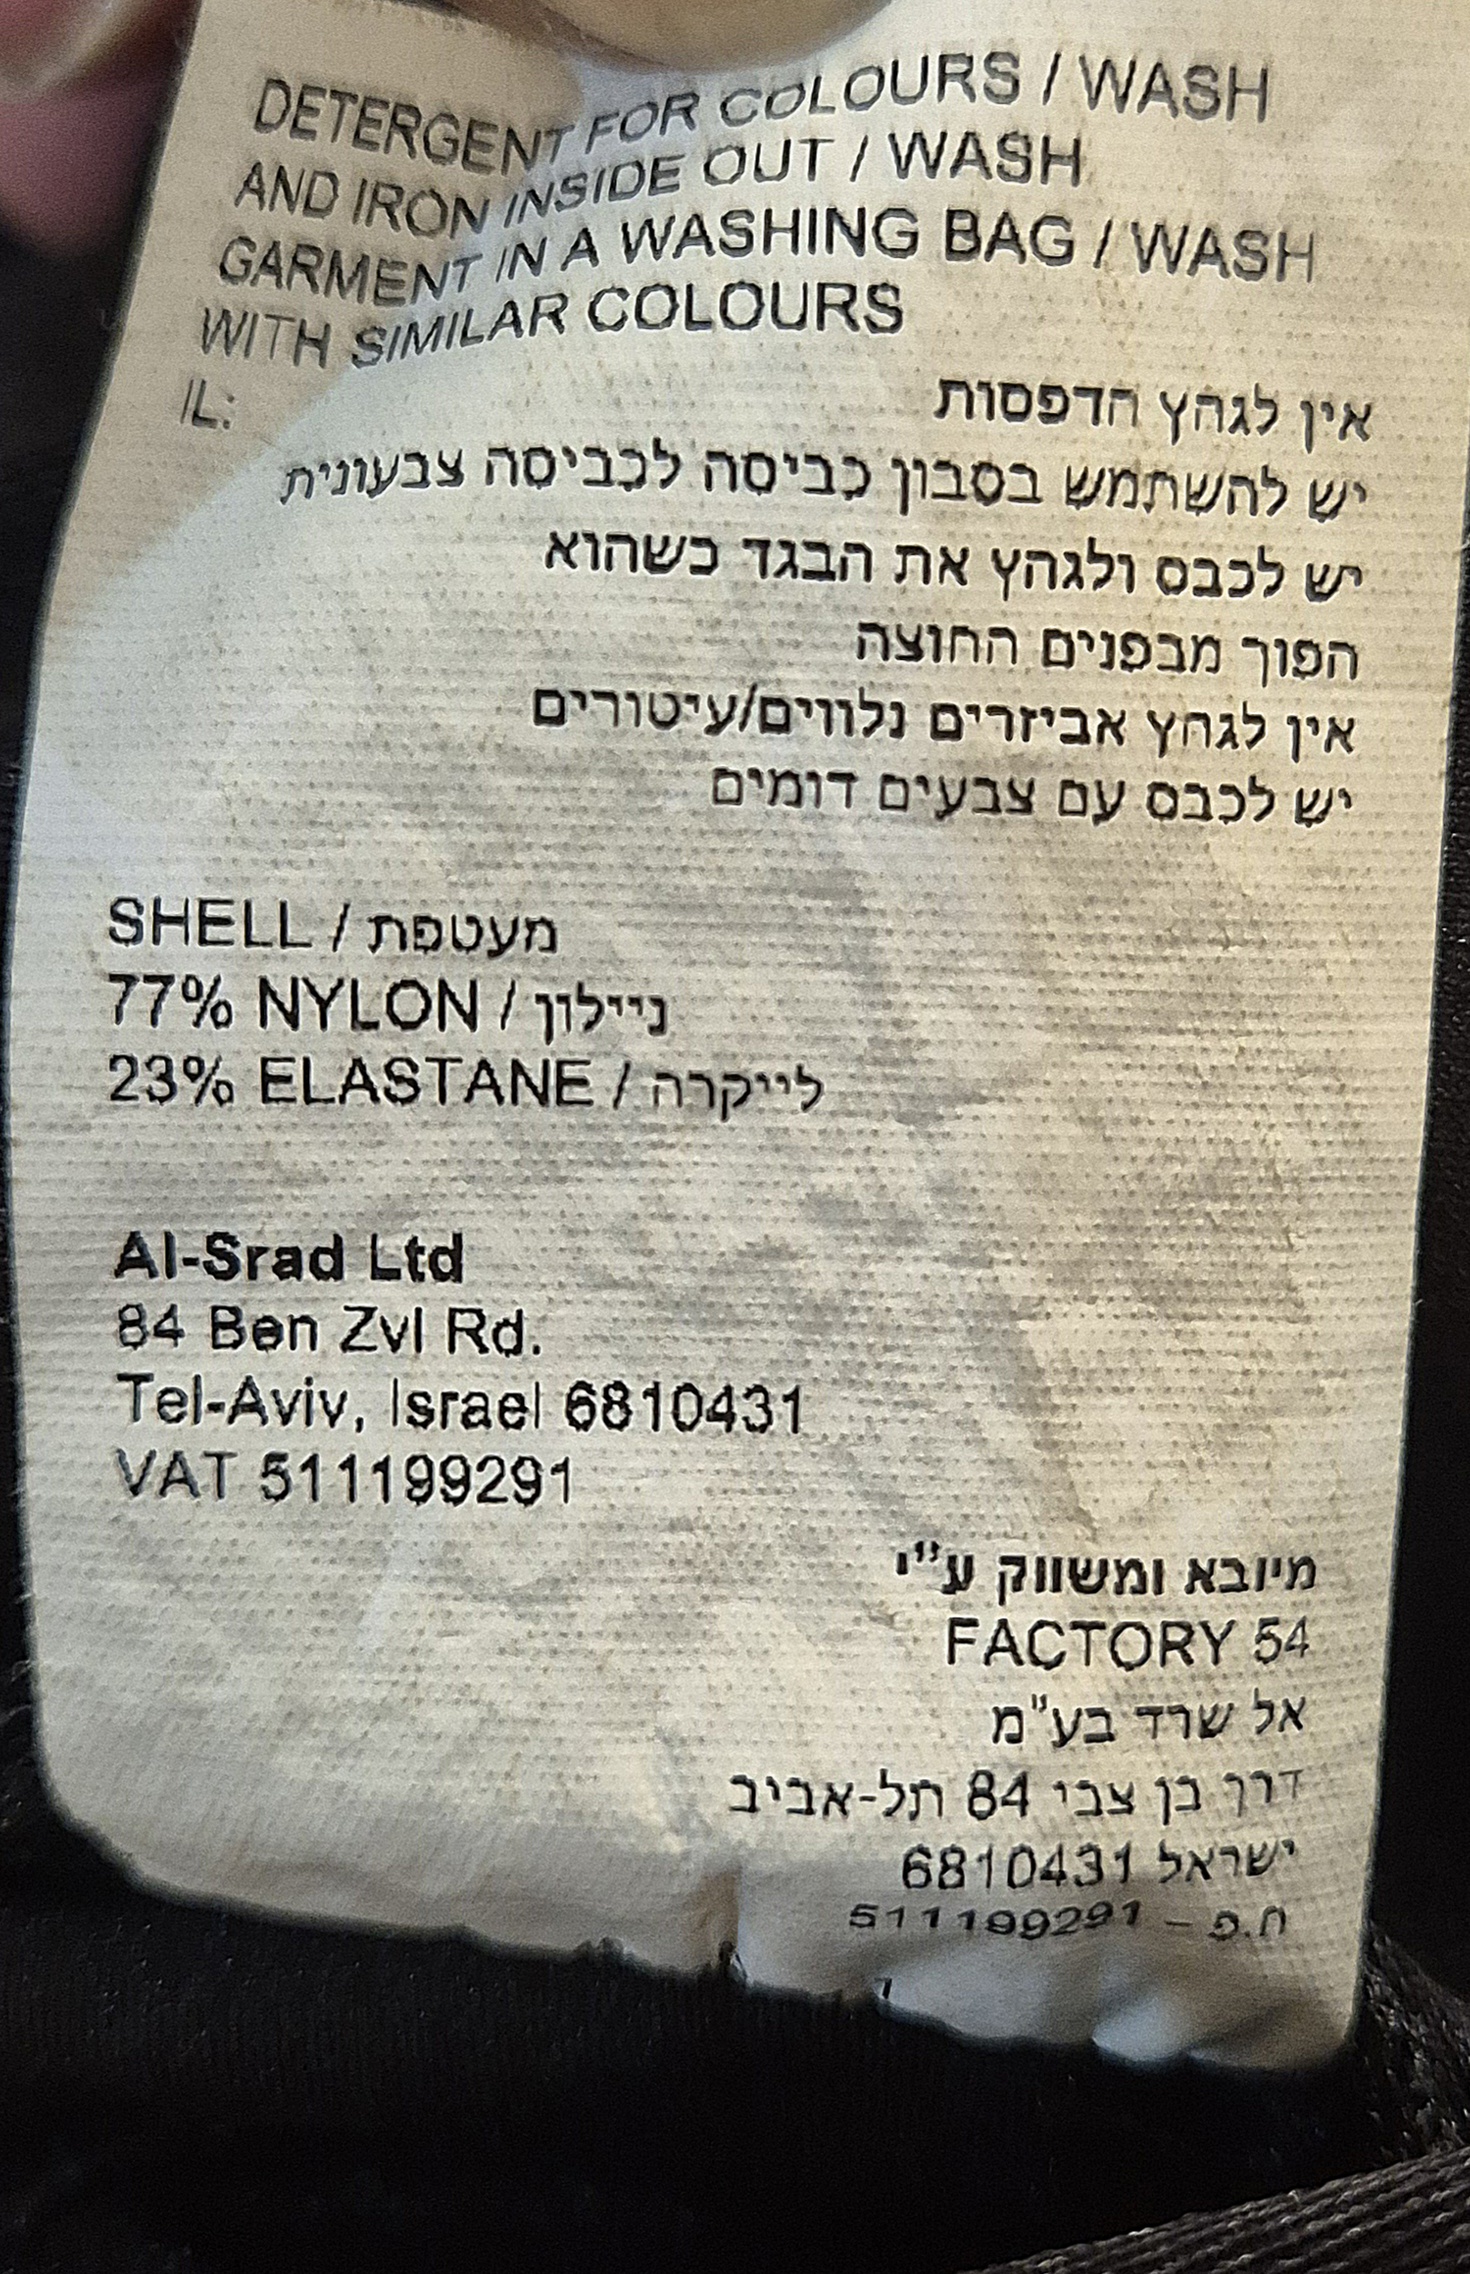 DETERGENT FOR COLOURS / WASH
AND IRON INSIDE OUT / WASH
GARMENT IN A WASHING BAG / WASH
WITH SIMILAR COLOURS
IL:
אין לגהץ הדפסות
יש להשתמש בסבון כביסה לכביסה צבעונית
יש לכבס ולגהץ את הבגד כשהוא
הפוך מבפנים החוצה
אין לגהץ אביזרים נלווים/עיטורים
יש לכבס עם צבעים דומים
SHELL / מעטפת
77% NYLON / ניילון
23% ELASTANE / לייקרה
Al-Srad Ltd
84 Ben Zvl Rd.
Tel-Aviv, Israel 6810431
VAT 511199291
מיובא ומשווק ע"י
FACTORY 54
אל שרד בע"מ
דרך בן צבי 84 תל-אביב
ישראל 6810431
ח.פ – 511199291